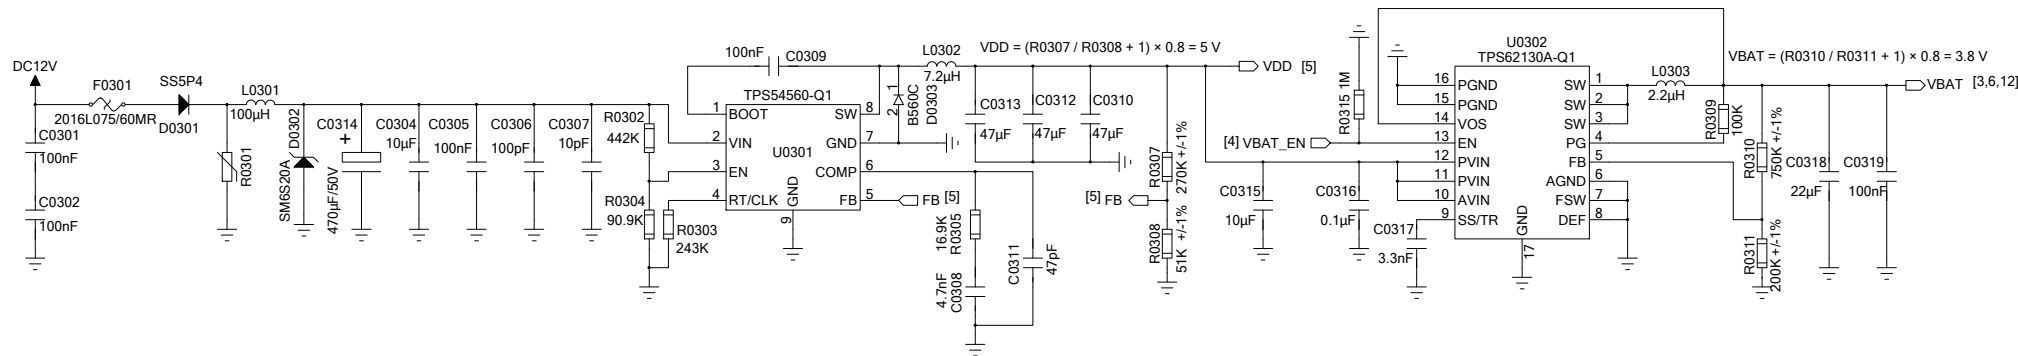 DC12V
F0301
2016L075/60MR
SS5P4
D0301
C0301
100nF
C0302
100nF
R0301
L0301
100µH
SM6S20A
D0302
C0314
+
470µF/50V
C0304
10µF
C0305
100nF
C0306
100pF
C0307
10pF
R0302
442K
R0304
90.9K
R0303
243K
100nF
C0309
TPS54560-Q1
1
BOOT
2
VIN
3
EN
4
RT/CLK
SW
8
GND
7
COMP
6
FB
5
U0301
GND
9
1
2
B560C
D0303
L0302
7.2µH
FB
[5]
16.9K
R0305
4.7nF
C0308
C0311
47pF
VDD = (R0307 / R0308 + 1) × 0.8 = 5 V
C0313
47µF
C0312
47µF
C0310
47µF
VDD
[5]
R0307
270K +/-1%
[5]
FB
R0308
51K +/-1%
C0315
10µF
C0316
0.1µF
[4]
VBAT_EN
R0315 1M
C0317
3.3nF
U0302
TPS62130A-Q1
16
PGND
15
PGND
14
VOS
13
EN
12
PVIN
11
PVIN
10
AVIN
9
SS/TR
SW
1
SW
2
SW
3
PG
4
FB
5
AGND
6
FSW
7
DEF
8
GND
17
VBAT = (R0310 / R0311 + 1) × 0.8 = 3.8 V
L0303
2.2µH
R0309
100K
R0310
750K +/-1%
R0311
200K +/-1%
C0318
22µF
C0319
100nF
VBAT
[3,6,12]